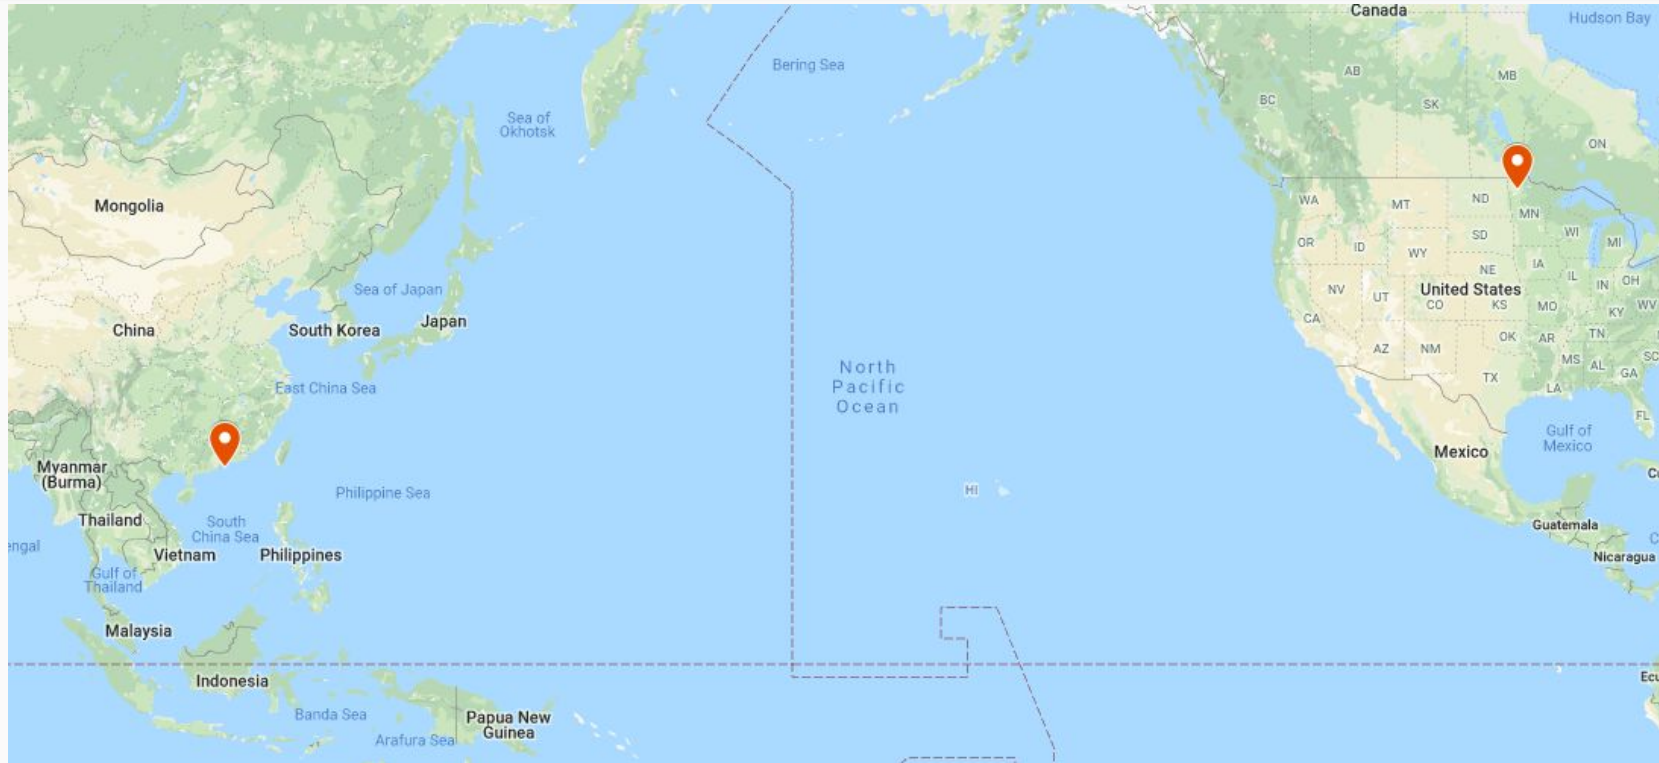 Canada
Hudson Bay
Bering Sea
AB
MB
SK
BC
Sea of
Okhotsk
ON
Mongolia
WA
MT
ND
MN
OR
ID
SD
WI
MI
WY
Sea of Japan
NE
IA
IL
IN
OH
NV
UT
United States
CO
KS
MO
KY
WV
China
South Korea
Japan
CA
OK
AR
TN
AZ
NM
MS
AL
SC
GA
TX
LA
North
Pacific
Ocean
East China Sea
FL
Gulf of
Mexico
Mexico
Myanmar
(Burma)
Philippine Sea
HI
Thailand
South
China Sea
Guatemala
engal
Vietnam
Philippines
Nicaragua
Gulf of
Thailand
Malaysia
Indonesia
Ecu
Banda Sea
Papua New
Guinea
Arafura Sea